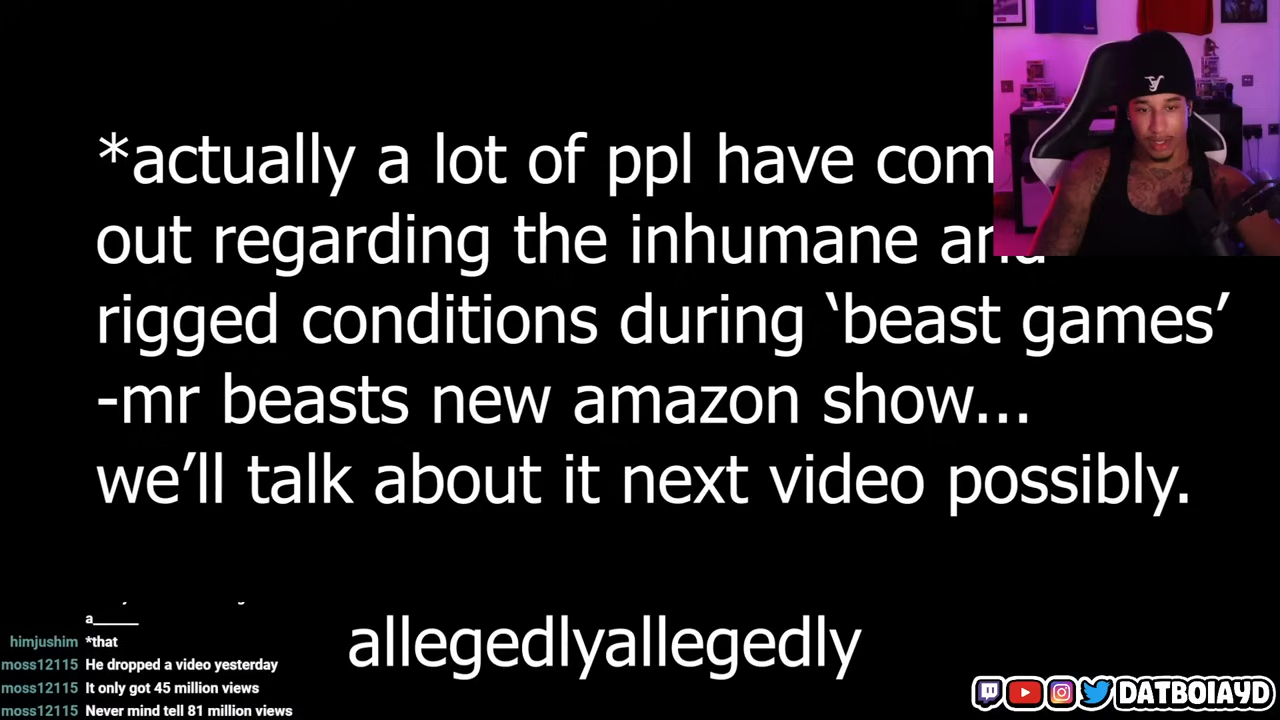 *actually a lot of ppl have com
out regarding the inhumane and
rigged conditions during ‘beast games’
-mr beasts new amazon show...
we’ll talk about it next video possibly.
allegedlyallegedly
a______
himjushim *that
moss12115 He dropped a video yesterday
moss12115 It only got 45 million views
moss12115 Never mind tell 81 million views
DATBOIAYD